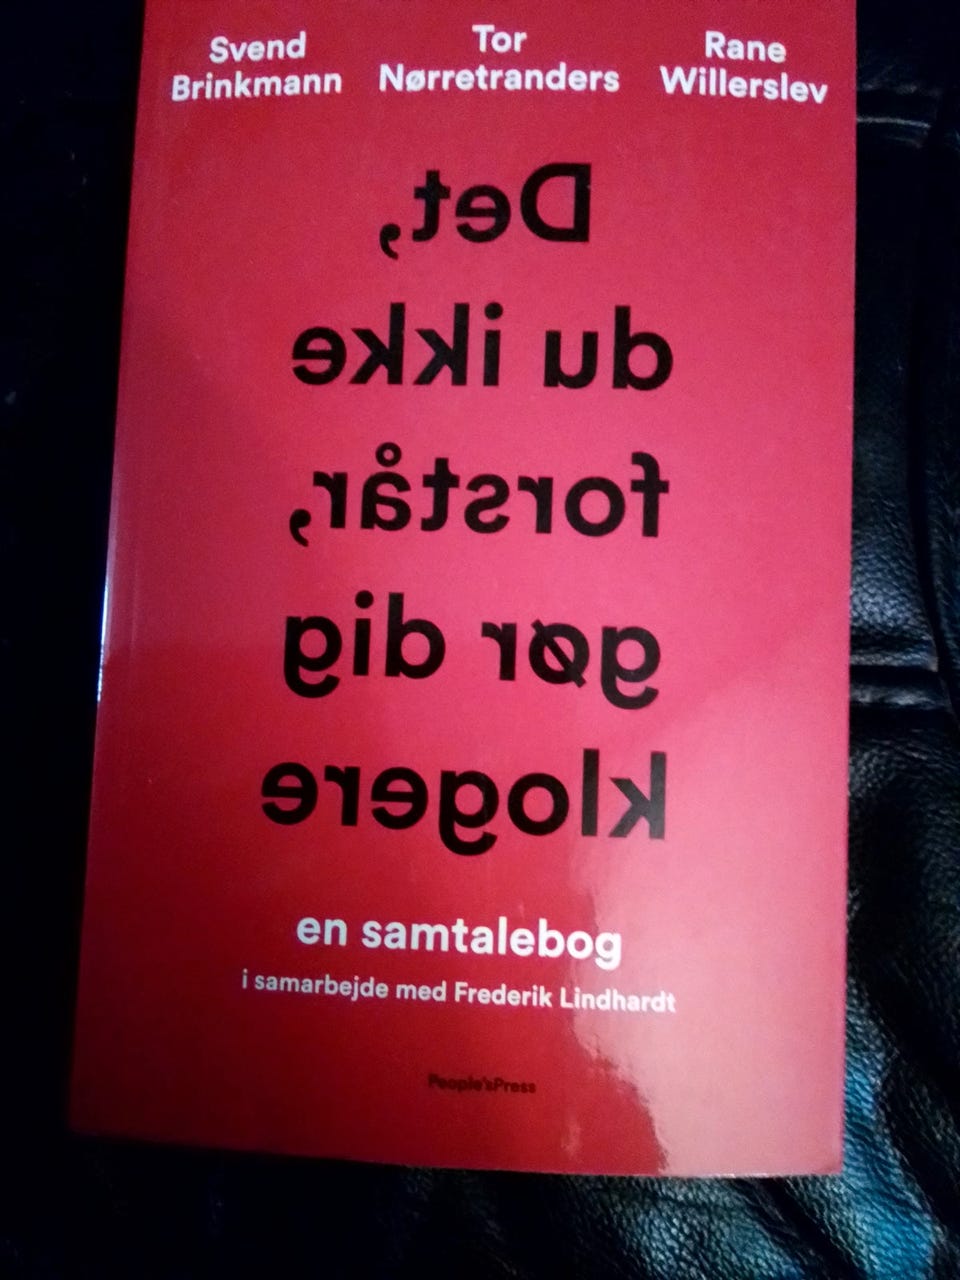 Svend Brinkmann
Tor Nørretranders
Rane Willerslev
Det,
du ikke
forstår,
gør dig
klogere
en samtalebog
i samarbejde med Frederik Lindhardt
People'sPress